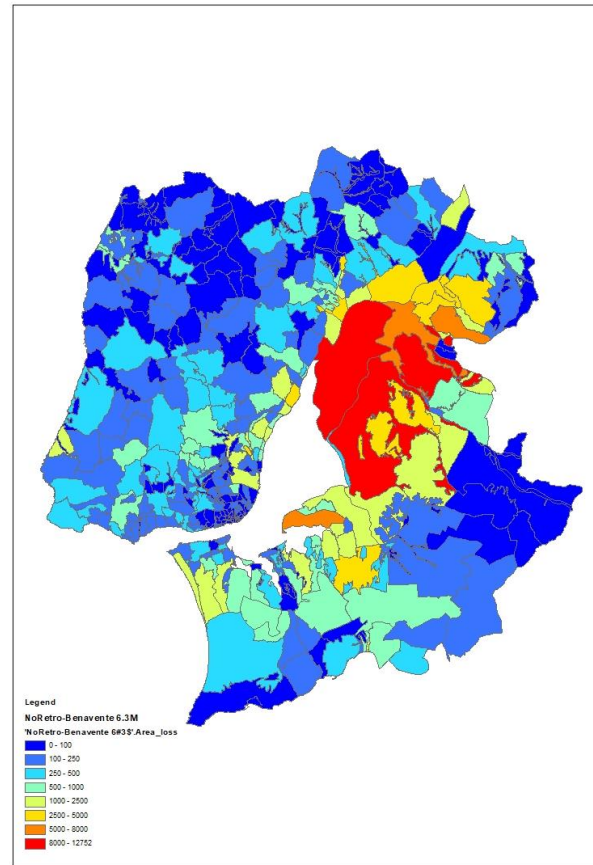 Legend
NoRetro-Benavente 6.3M
'NoRetro-Benavente 6#3$'.Area_loss
0 - 100
100 - 250
250 - 500
500 - 1000
1000 - 2500
2500 - 5000
5000 - 8000
8000 - 12752